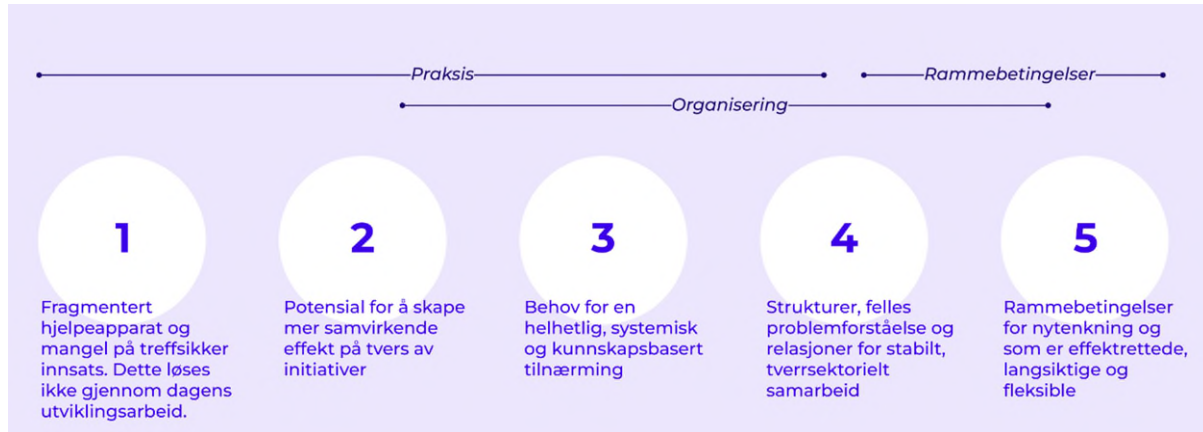 Praksis
Rammebetingelser
Organisering
1
Fragmentert
hjelpeapparat og
mangel på treffsikker
innsats. Dette løses
ikke gjennom dagens
utviklingsarbeid.
2
Potensial for å skape
mer samvirkende
effekt på tvers av
initiativer
3
Behov for en
helhetlig, systemisk
og kunnskapsbasert
tilnærming
4
Strukturer, felles
problemforståelse og
relasjoner for stabilt,
tverrsektorielt
samarbeid
5
Rammebetingelser
for nytenkning og
som er effektrettede,
langsiktige og
fleksible